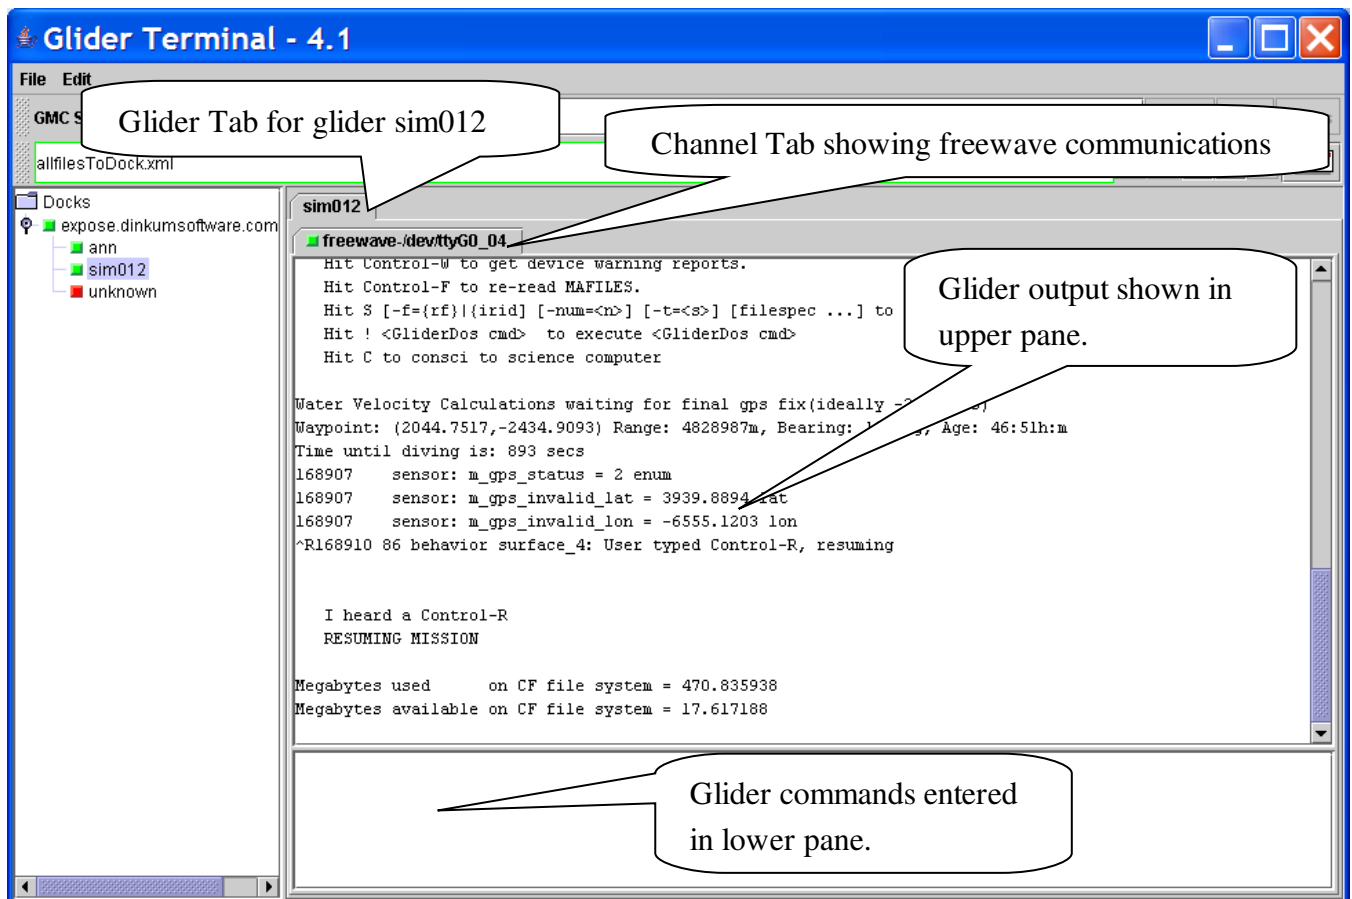 Glider Terminal - 4.1
File Edit
GMC S
Glider Tab for glider sim012
Channel Tab showing freewave communications
allfilesToDock.xml
Docks
expose.dinkumsoftware.com
ann
sim012
unknown
sim012
freewave-/dev/ttyG0_04
Hit Control-W to get device warning reports.
Hit Control-F to re-read MAFILES.
Hit S [-f={rf}|{irid] [-num=<n>] [-t=<s>] [filespec ...] to
Hit ! <GliderDos cmd> to execute <GliderDos cmd>
Hit C to consci to science computer
Glider output shown in
upper pane.
Water Velocity Calculations waiting for final gps fix(ideally
Waypoint: (2044.7517,-2434.9093) Range: 4828987m, Bearing: Age: 46:51h:m
Time until diving is: 893 secs
168907 sensor: m_gps_status = 2 enum
168907 sensor: m_gps_invalid_lat = 3939.8894 lat
168907 sensor: m_gps_invalid_lon = -6555.1203 lon
^R168910 86 behavior surface_4: User typed Control-R, resuming
I heard a Control-R
RESUMING MISSION
Megabytes used on CF file system = 470.835938
Megabytes available on CF file system = 17.617188
Glider commands entered
in lower pane.